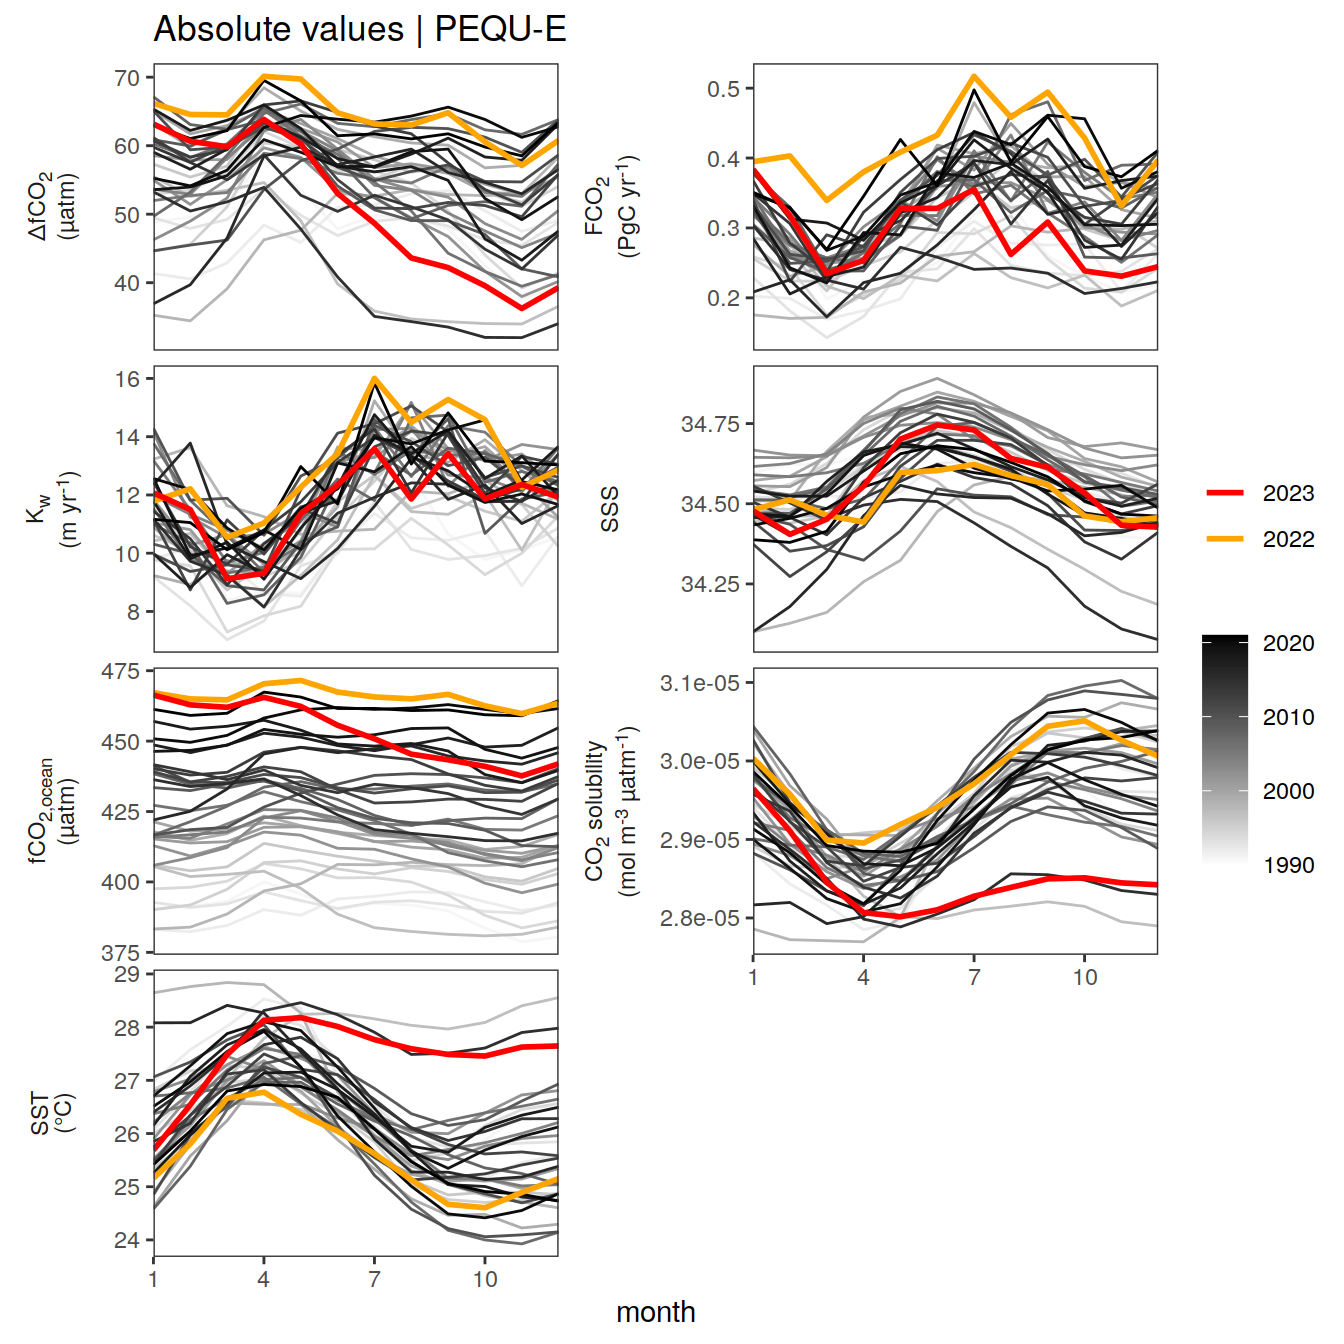 Absolute values | PEQU-E
ΔfCO2
(µatm)
70
60
50
40
FCO2
(PgC yr-1)
0.5
0.4
0.3
0.2
Kw
(m yr-1)
16
14
12
10
8
SSS
34.75
34.50
34.25
fCO2,ocean
(µatm)
475
450
425
400
375
CO2 solubility
(mol m-3 µatm-1)
3.1e-05
3.0e-05
2.9e-05
2.8e-05
1
4
7
10
SST
(°C)
29
28
27
26
25
24
1
4
7
10
month
2023
2022
2020
2010
2000
1990